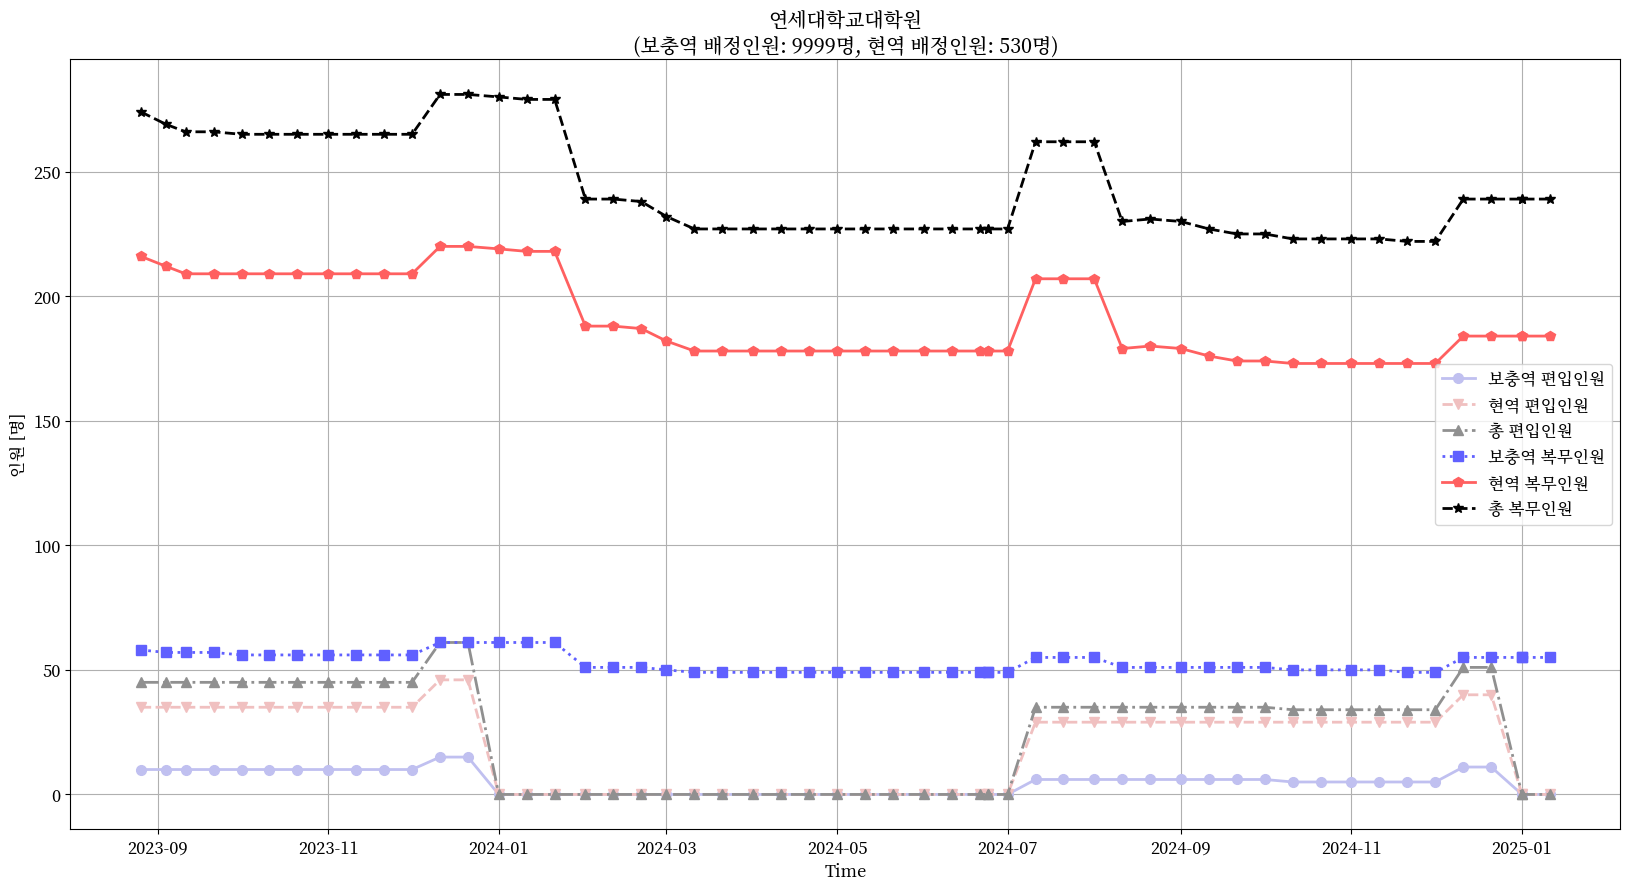 연세대학교대학원
(보충역 배정인원: 9999명, 현역 배정인원: 530명)
250
200
150
100
50
0
인원 [명]
보충역 편입인원
현역 편입인원
총 편입인원
보충역 복무인원
현역 복무인원
총 복무인원
2023-09 2023-11 2024-01 2024-03 2024-05 2024-07 2024-09 2024-11 2025-01
Time